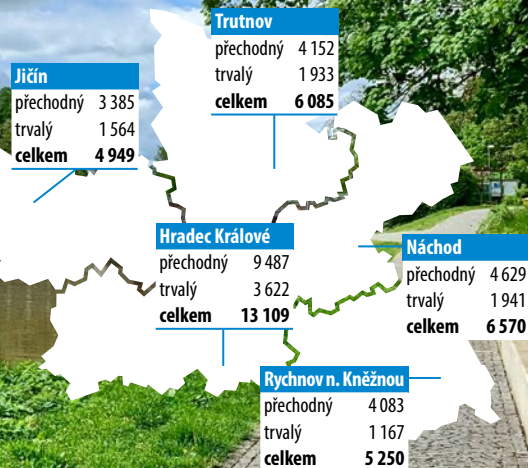 Trutnov
přechodný 4 152
trvalý 1 933
celkem 6 085
Jičín
přechodný 3 385
trvalý 1 564
celkem 4 949
Hradec Králové
přechodný 9 487
trvalý 3 622
celkem 13 109
Náchod
přechodný 4 629
trvalý 1 941
celkem 6 570
Rychnov n. Kněžnou
přechodný 4 083
trvalý 1 167
celkem 5 250